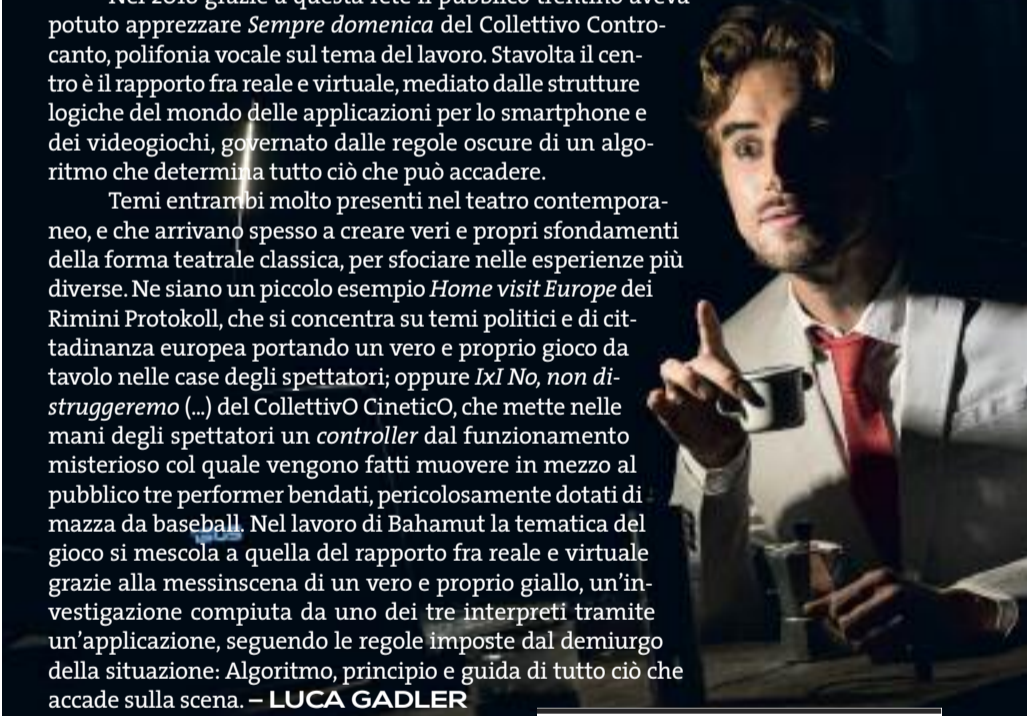 Nel 2018 grazie a questa rete il pubblico trentino aveva
potuto apprezzare Sempre domenica del Collettivo Contro-
canto, polifonia vocale sul tema del lavoro. Stavolta il cen-
tro è il rapporto fra reale e virtuale, mediato dalle strutture
logiche del mondo delle applicazioni per lo smartphone e
dei videogiochi, governato dalle regole oscure di un algo-
ritmo che determina tutto ciò che può accadere.
Temi entrambi molto presenti nel teatro contempora-
neo, e che arrivano spesso a creare veri e propri sfondamenti
della forma teatrale classica, per sfociare nelle esperienze più
diverse. Ne siano un piccolo esempio Home visit Europe dei
Rimini Protokoll, che si concentra su temi politici e di cit-
tadinanza europea portando un vero e proprio gioco da
tavolo nelle case degli spettatori; oppure IxI No, non di-
struggeremo (...) del CollettivO CineticO, che mette nelle
mani degli spettatori un controller dal funzionamento
misterioso col quale vengono fatti muovere in mezzo al
pubblico tre performer bendati, pericolosamente dotati di
mazza da baseball. Nel lavoro di Bahamut la tematica del
gioco si mescola a quella del rapporto fra reale e virtuale
grazie alla messinscena di un vero e proprio giallo, un'in-
vestigazione compiuta da uno dei tre interpreti tramite
un'applicazione, seguendo le regole imposte dal demiurgo
della situazione: Algoritmo, principio e guida di tutto ciò che
accade sulla scena. – LUCA GADLER